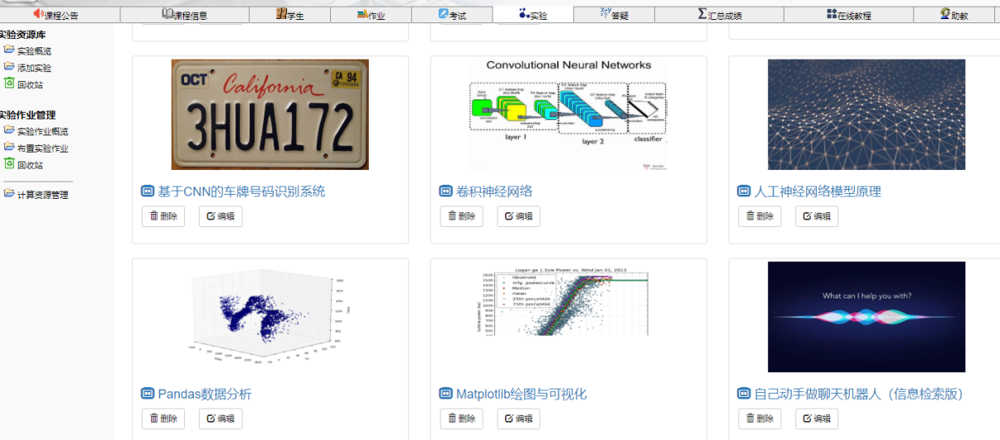 课程公告 课程信息 学生 作业 考试 实验 答疑 汇总成绩 在线教程 助教
实验资源库
实验概览
添加实验
回收站
实验作业管理
实验作业概览
布置实验作业
回收站
计算资源管理
OCT California CA 94
3HUA172
Convolutional Neural Networks
layer 1 layer 2 classifier
基于CNN的车牌号码识别系统
删除 编辑
卷积神经网络
删除 编辑
人工神经网络模型原理
删除 编辑
Pandas数据分析
删除 编辑
Logan ge 1.5sle Power vs. Wind Jan 01, 2013
Observed
mfg. powercurve
Median
mean
25th percentile
75th percentile
Matplotlib绘图与可视化
删除 编辑
What can I help you with?
自己动手做聊天机器人（信息检索版）
删除 编辑